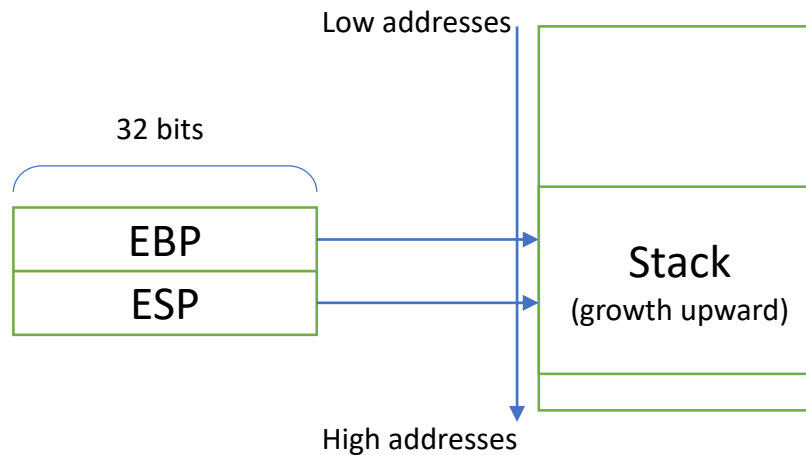 Low addresses
32 bits
EBP
ESP
Stack
(growth upward)
High addresses